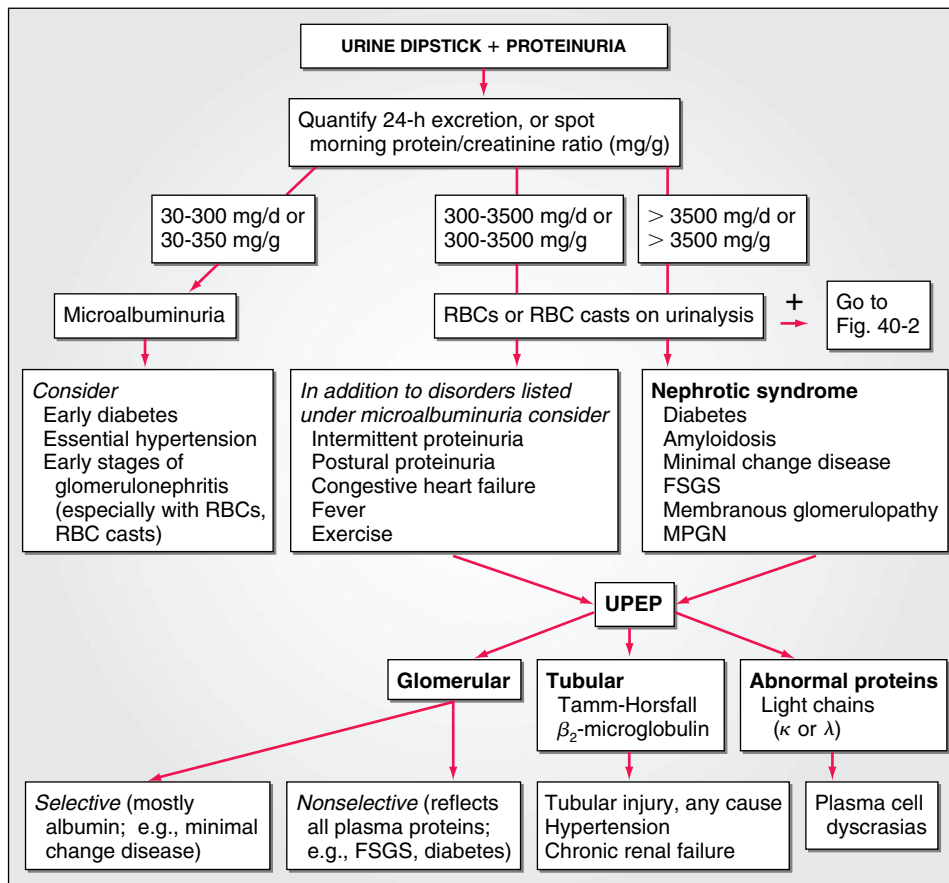 URINE DIPSTICK + PROTEINURIA
Quantify 24-h excretion, or spot
morning protein/creatinine ratio (mg/g)
30-300 mg/d or
30-350 mg/g
300-3500 mg/d or
300-3500 mg/g
> 3500 mg/d or
> 3500 mg/g
Microalbuminuria
RBCs or RBC casts on urinalysis
+
Go to
Fig. 40-2
Consider
Early diabetes
Essential hypertension
Early stages of
glomerulonephritis
(especially with RBCs,
RBC casts)
In addition to disorders listed
under microalbuminuria consider
Intermittent proteinuria
Postural proteinuria
Congestive heart failure
Fever
Exercise
Nephrotic syndrome
Diabetes
Amyloidosis
Minimal change disease
FSGS
Membranous glomerulopathy
MPGN
UPEP
Glomerular
Tubular
Tamm-Horsfall
β₂-microglobulin
Abnormal proteins
Light chains
(κ or λ)
Selective (mostly
albumin; e.g., minimal
change disease)
Nonselective (reflects
all plasma proteins;
e.g., FSGS, diabetes)
Tubular injury, any cause
Hypertension
Chronic renal failure
Plasma cell
dyscrasias